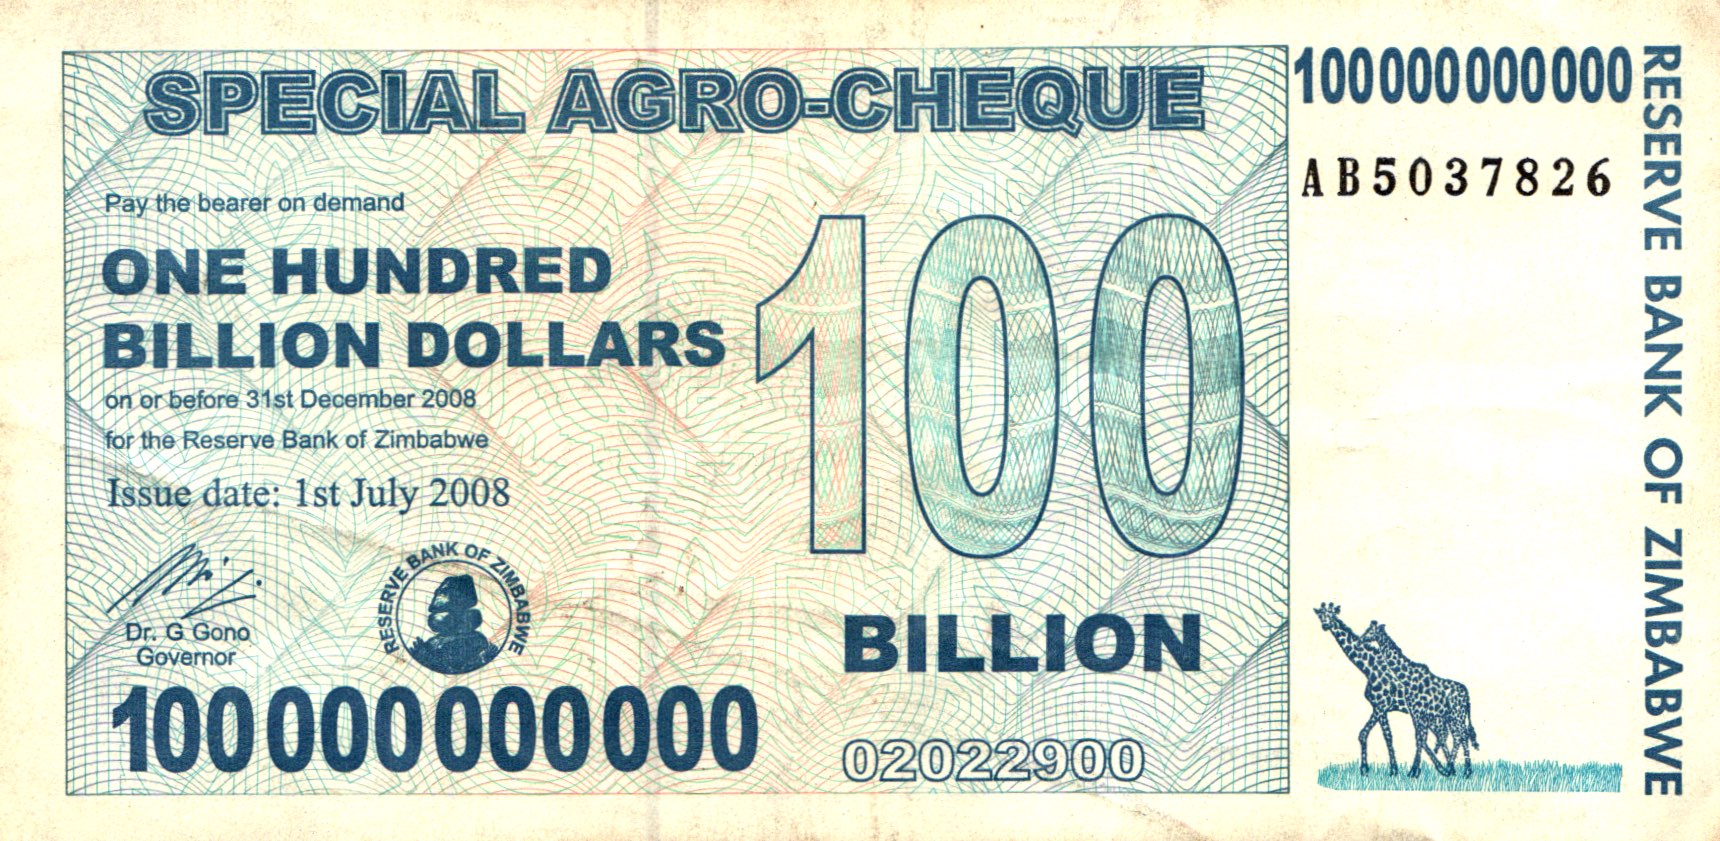 SPECIAL AGRO-CHEQUE
100000000000
AB5037826
RESERVE BANK OF ZIMBABWE
Pay the bearer on demand
ONE HUNDRED
BILLION DOLLARS
on or before 31st December 2008
for the Reserve Bank of Zimbabwe
Issue date: 1st July 2008
100
BILLION
Dr. G Gono
Governor
RESERVE BANK OF ZIMBABWE
100000000000
02022900